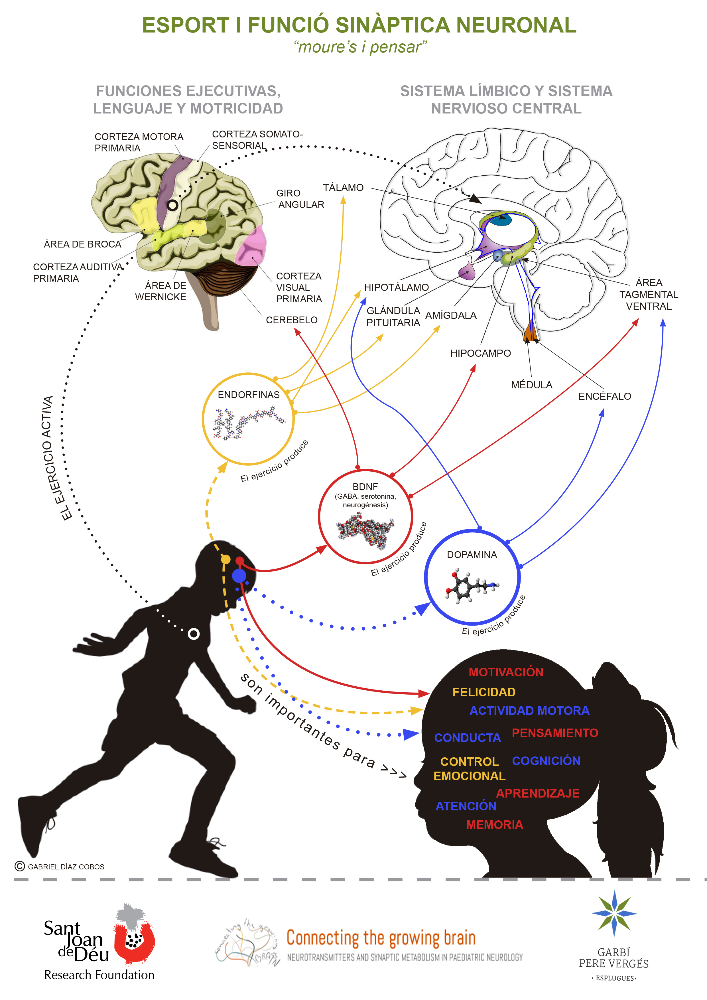 ESPORT I FUNCIÓ SINÀPTICA NEURONAL
“moure’s i pensar”
FUNCIONES EJECUTIVAS,
LENGUAJE Y MOTRICIDAD
SISTEMA LÍMBICO Y SISTEMA
NERVIOSO CENTRAL
CORTEZA MOTORA
PRIMARIA
CORTEZA SOMATO-
SENSORIAL
GIRO
ANGULAR
TÁLAMO
ÁREA DE BROCA
CORTEZA AUDITIVA
PRIMARIA
ÁREA DE
WERNICKE
CORTEZA
VISUAL
PRIMARIA
CEREBELO
HIPOTÁLAMO
GLÁNDULA
PITUITARIA
AMÍGDALA
ÁREA
TAGMENTAL
VENTRAL
HIPOCAMPO
MÉDULA
ENCÉFALO
EL EJERCICIO ACTIVA
ENDORFINAS
El ejercicio produce
BDNF
(GABA, serotonina,
neurogénesis)
El ejercicio produce
DOPAMINA
El ejercicio produce
son importantes para >>>
MOTIVACIÓN
FELICIDAD
ACTIVIDAD MOTORA
CONDUCTA
PENSAMIENTO
CONTROL
EMOCIONAL
COGNICIÓN
APRENDIZAJE
ATENCIÓN
MEMORIA
© GABRIEL DÍAZ COBOS
Sant
Joan
de Déu
Research Foundation
connecting the growing
BRAIN
Connecting the growing brain
NEUROTRANSMITTERS AND SYNAPTIC METABOLISM IN PAEDIATRIC NEUROLOGY
GARBÍ
PERE VERGÉS
· ESPLUGUES·